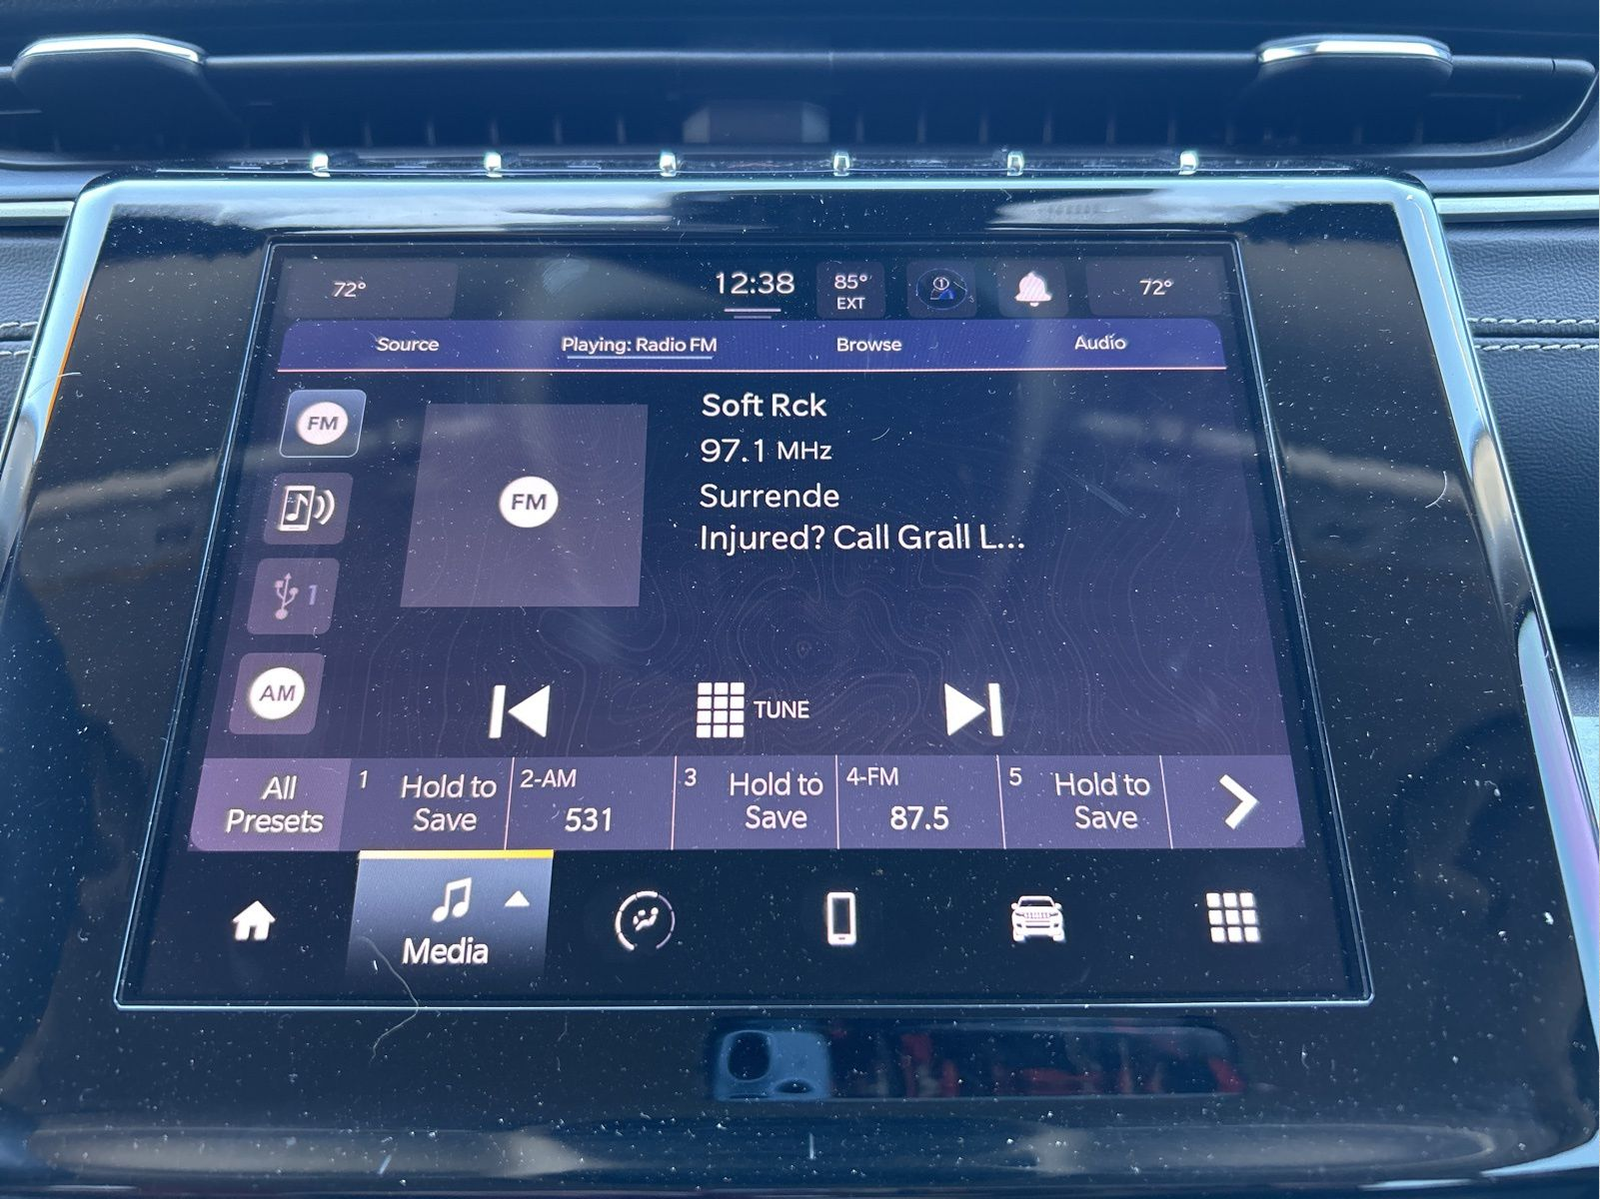 72°
12:38
85°
EXT
72°
Source
Playing: Radio FM
Browse
Audio
FM
1
AM
FM
Soft Rck
97.1 MHz
Surrende
Injured? Call Grall L...
TUNE
All
Presets
1
Hold to
Save
2-AM
531
3
Hold to
Save
4-FM
87.5
5
Hold to
Save
Media